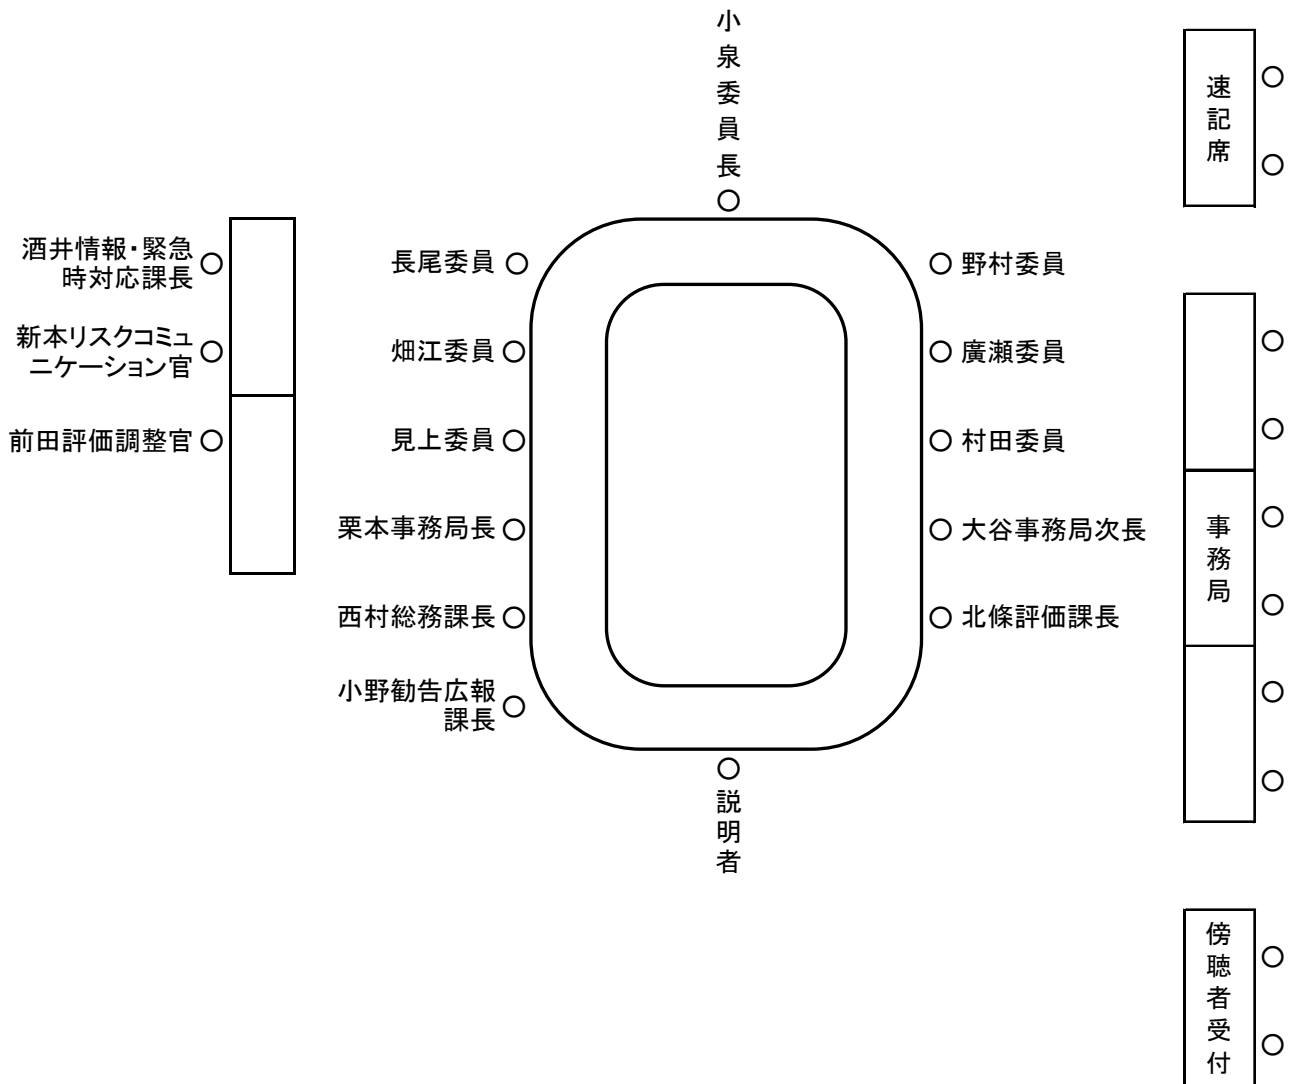 小泉委員長
速記席
酒井情報・緊急
時対応課長
長尾委員
野村委員
新本リスクコミュ
ニケーション官
畑江委員
廣瀬委員
前田評価調整官
見上委員
村田委員
栗本事務局長
大谷事務局次長
事務局
西村総務課長
北條評価課長
小野勧告広報
課長
説明者
傍聴者受付